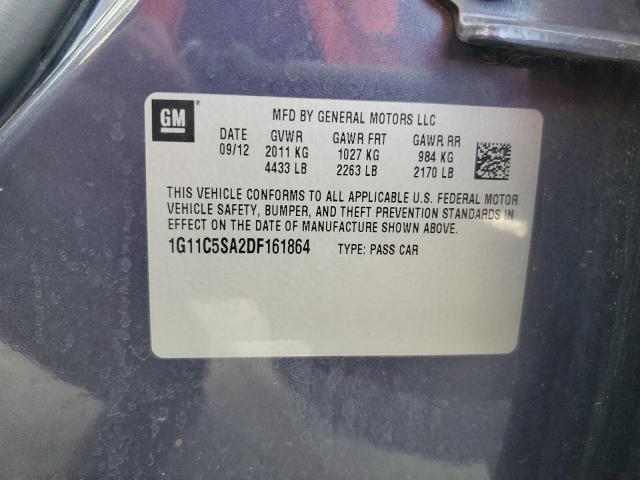 GM ® MFD BY GENERAL MOTORS LLC
DATE GVWR GAWR FRT GAWR RR
09/12 2011 KG 1027 KG 984 KG
4433 LB 2263 LB 2170 LB
THIS VEHICLE CONFORMS TO ALL APPLICABLE U.S. FEDERAL MOTOR
VEHICLE SAFETY, BUMPER, AND THEFT PREVENTION STANDARDS IN
EFFECT ON THE DATE OF MANUFACTURE SHOWN ABOVE.
1G11C5SA2DF161864 TYPE: PASS CAR